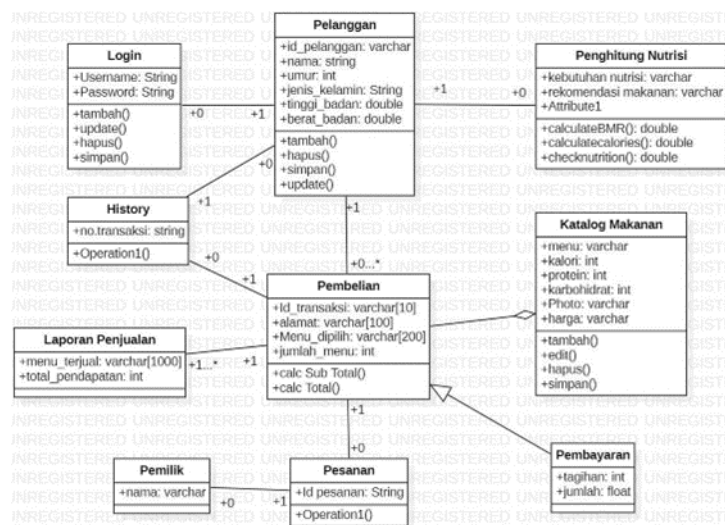 Pelanggan
+id_pelanggan: varchar
+nama: string
+umur: int
+jenis_kelamin: String
+tinggi_badan: double
+berat_badan: double
+tambah()
+hapus()
+simpan()
+update()
Login
+Username: String
+Password: String
+tambah()
+update()
+hapus()
+simpan()
+0
+1
Penghitung Nutrisi
+kebutuhan nutrisi: varchar
+rekomendasi makanan: varchar
+Attribute1
+calculateBMR(): double
+calculatecalories(): double
+checknutrition(): double
+1
+0
+0
+1
History
+no.transaksi: string
+Operation1()
+0
+1
+1
+0...*
Katalog Makanan
+menu: varchar
+kalori: int
+protein: int
+karbohidrat: int
+Photo: varchar
+harga: varchar
+tambah()
+edit()
+hapus()
+simpan()
Pembelian
+Id_transaksi: varchar[10]
+alamat: varchar[100]
+Menu_dipilih: varchar[200]
+jumlah_menu: int
+calc Sub Total()
+calc Total()
Laporan Penjualan
+menu_terjual: varchar[1000]
+total_pendapatan: int
+1...*
+1
+1
+0
Pembayaran
+tagihan: int
+jumlah: float
Pemilik
+nama: varchar
+0
+1
Pesanan
+Id pesanan: String
+Operation1()
UNREGISTERED